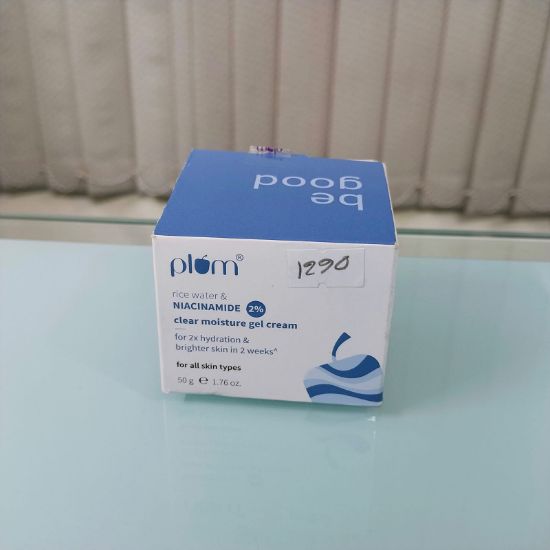 be
good
plum®
1290
rice water &
NIACINAMIDE 2%
clear moisture gel cream
for 2x hydration &
brighter skin in 2 weeks^
for all skin types
50 g ℮ 1.76 oz.